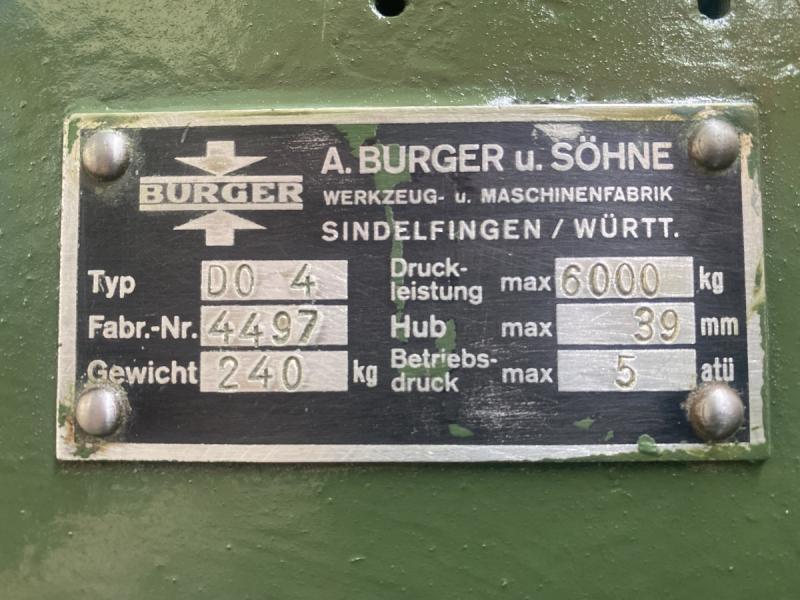 BURGER
A. BURGER u. SÖHNE
WERKZEUG- u. MASCHINENFABRIK
SINDELFINGEN / WÜRTT.
Typ DO 4
Fabr.-Nr. 4497
Gewicht 240 kg
Druck-
leistung max 6000 kg
Hub max 39 mm
Betriebs-
druck max 5 atü